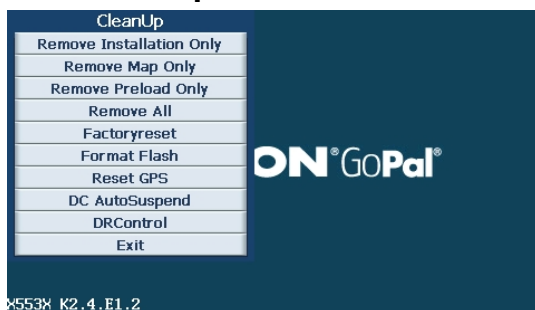 CleanUp
Remove Installation Only
Remove Map Only
Remove Preload Only
Remove All
Factoryreset
Format Flash
ON®GoPal®
Reset GPS
DC AutoSuspend
DRControl
Exit
X553X K2.4.E1.2